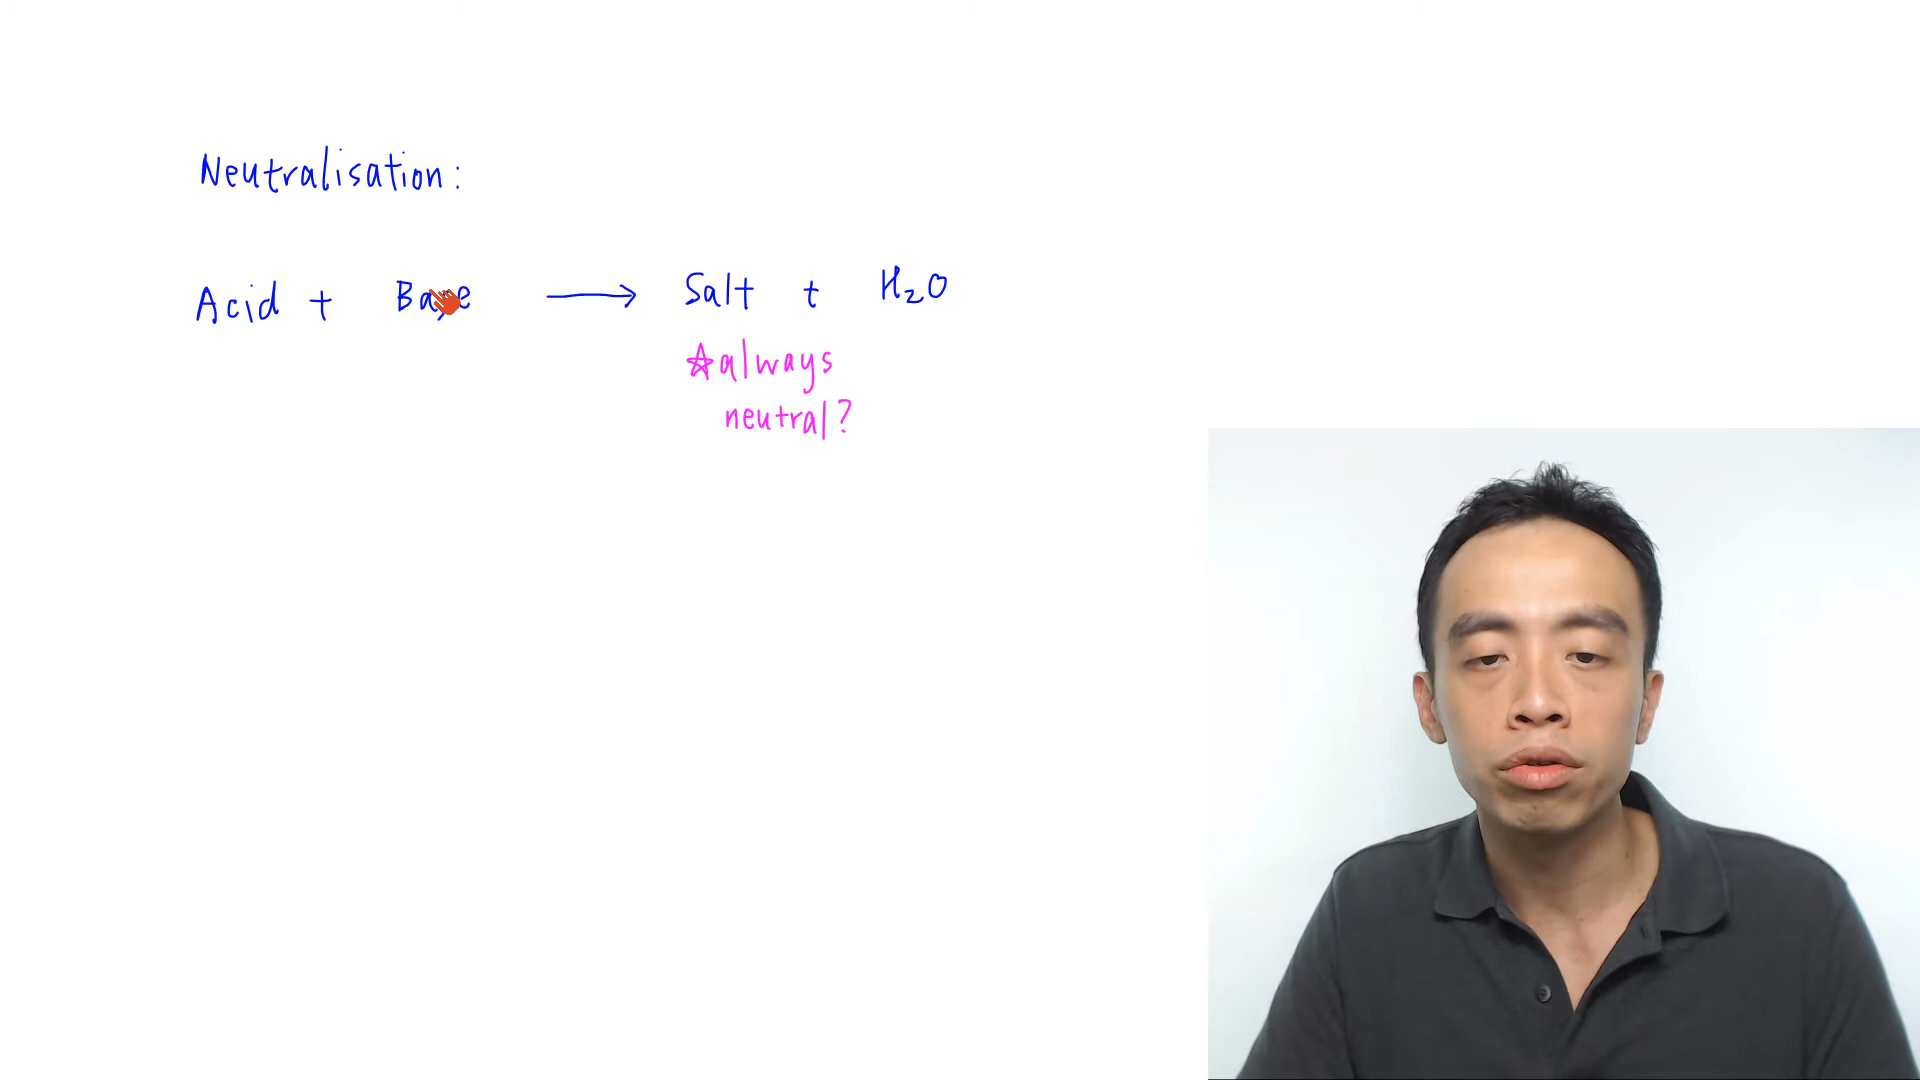 Neutralisation:
Acid + Base → Salt + H₂O
☆always
neutral?